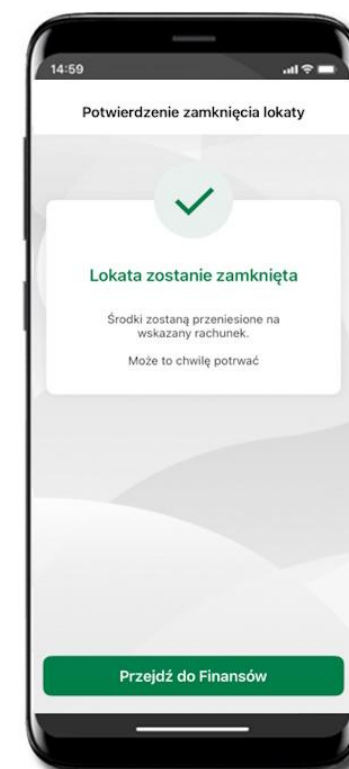 14:59
Potwierdzenie zamknięcia lokaty
Lokata zostanie zamknięta
Środki zostaną przeniesione na
wskazany rachunek.
Może to chwilę potrwać
Przejdź do Finansów